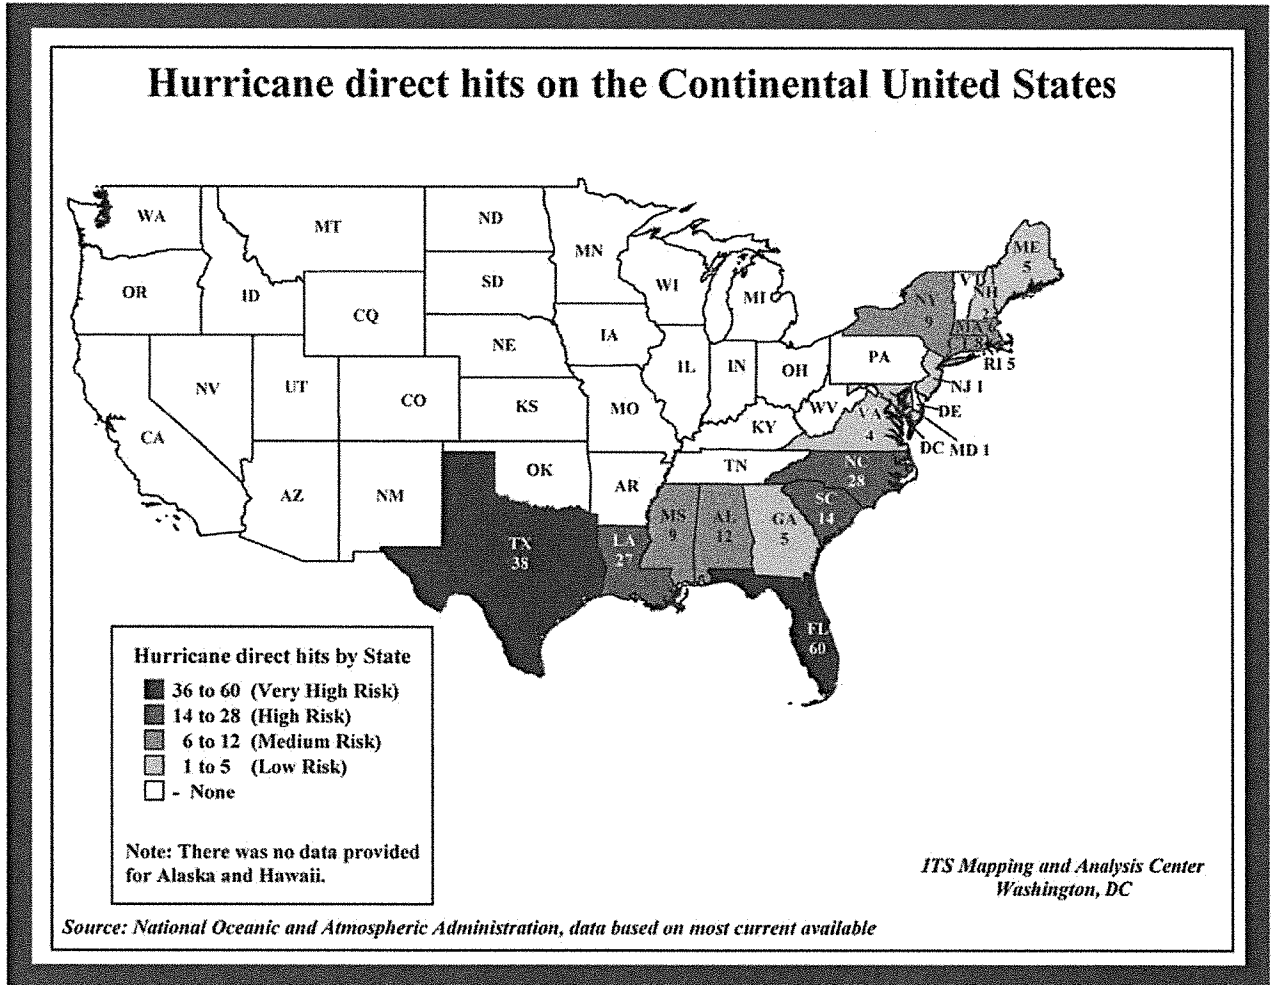 Hurricane direct hits on the Continental United States
WA
MT
ND
MN
OR
ID
SD
WI
MI
CQ
IA
NE
NV
UT
CO
KS
MO
IL
IN
OH
PA
WV
KY
CA
AZ
NM
OK
AR
TN
ME
5
VT
NH
2
NY
9
MA 6
CT 8
RI 5
NJ 1
DE
MD 1
DC
VA
4
NC
28
SC
14
GA
5
AL
12
MS
9
LA
27
TX
38
FL
60
Hurricane direct hits by State
36 to 60 (Very High Risk)
14 to 28 (High Risk)
6 to 12 (Medium Risk)
1 to 5 (Low Risk)
- None
Note: There was no data provided
for Alaska and Hawaii.
ITS Mapping and Analysis Center
Washington, DC
Source: National Oceanic and Atmospheric Administration, data based on most current available